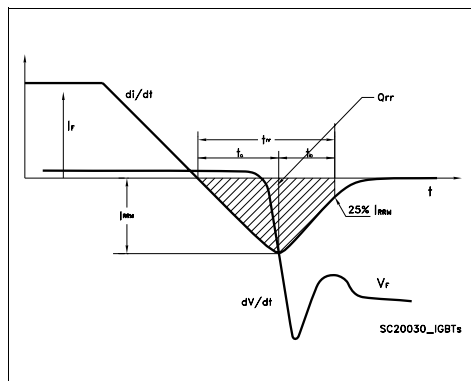 Qrr
di/dt
trr
IF
ta
tb
t
IRRM
25% IRRM
VF
dV/dt
SC20030_IGBTs